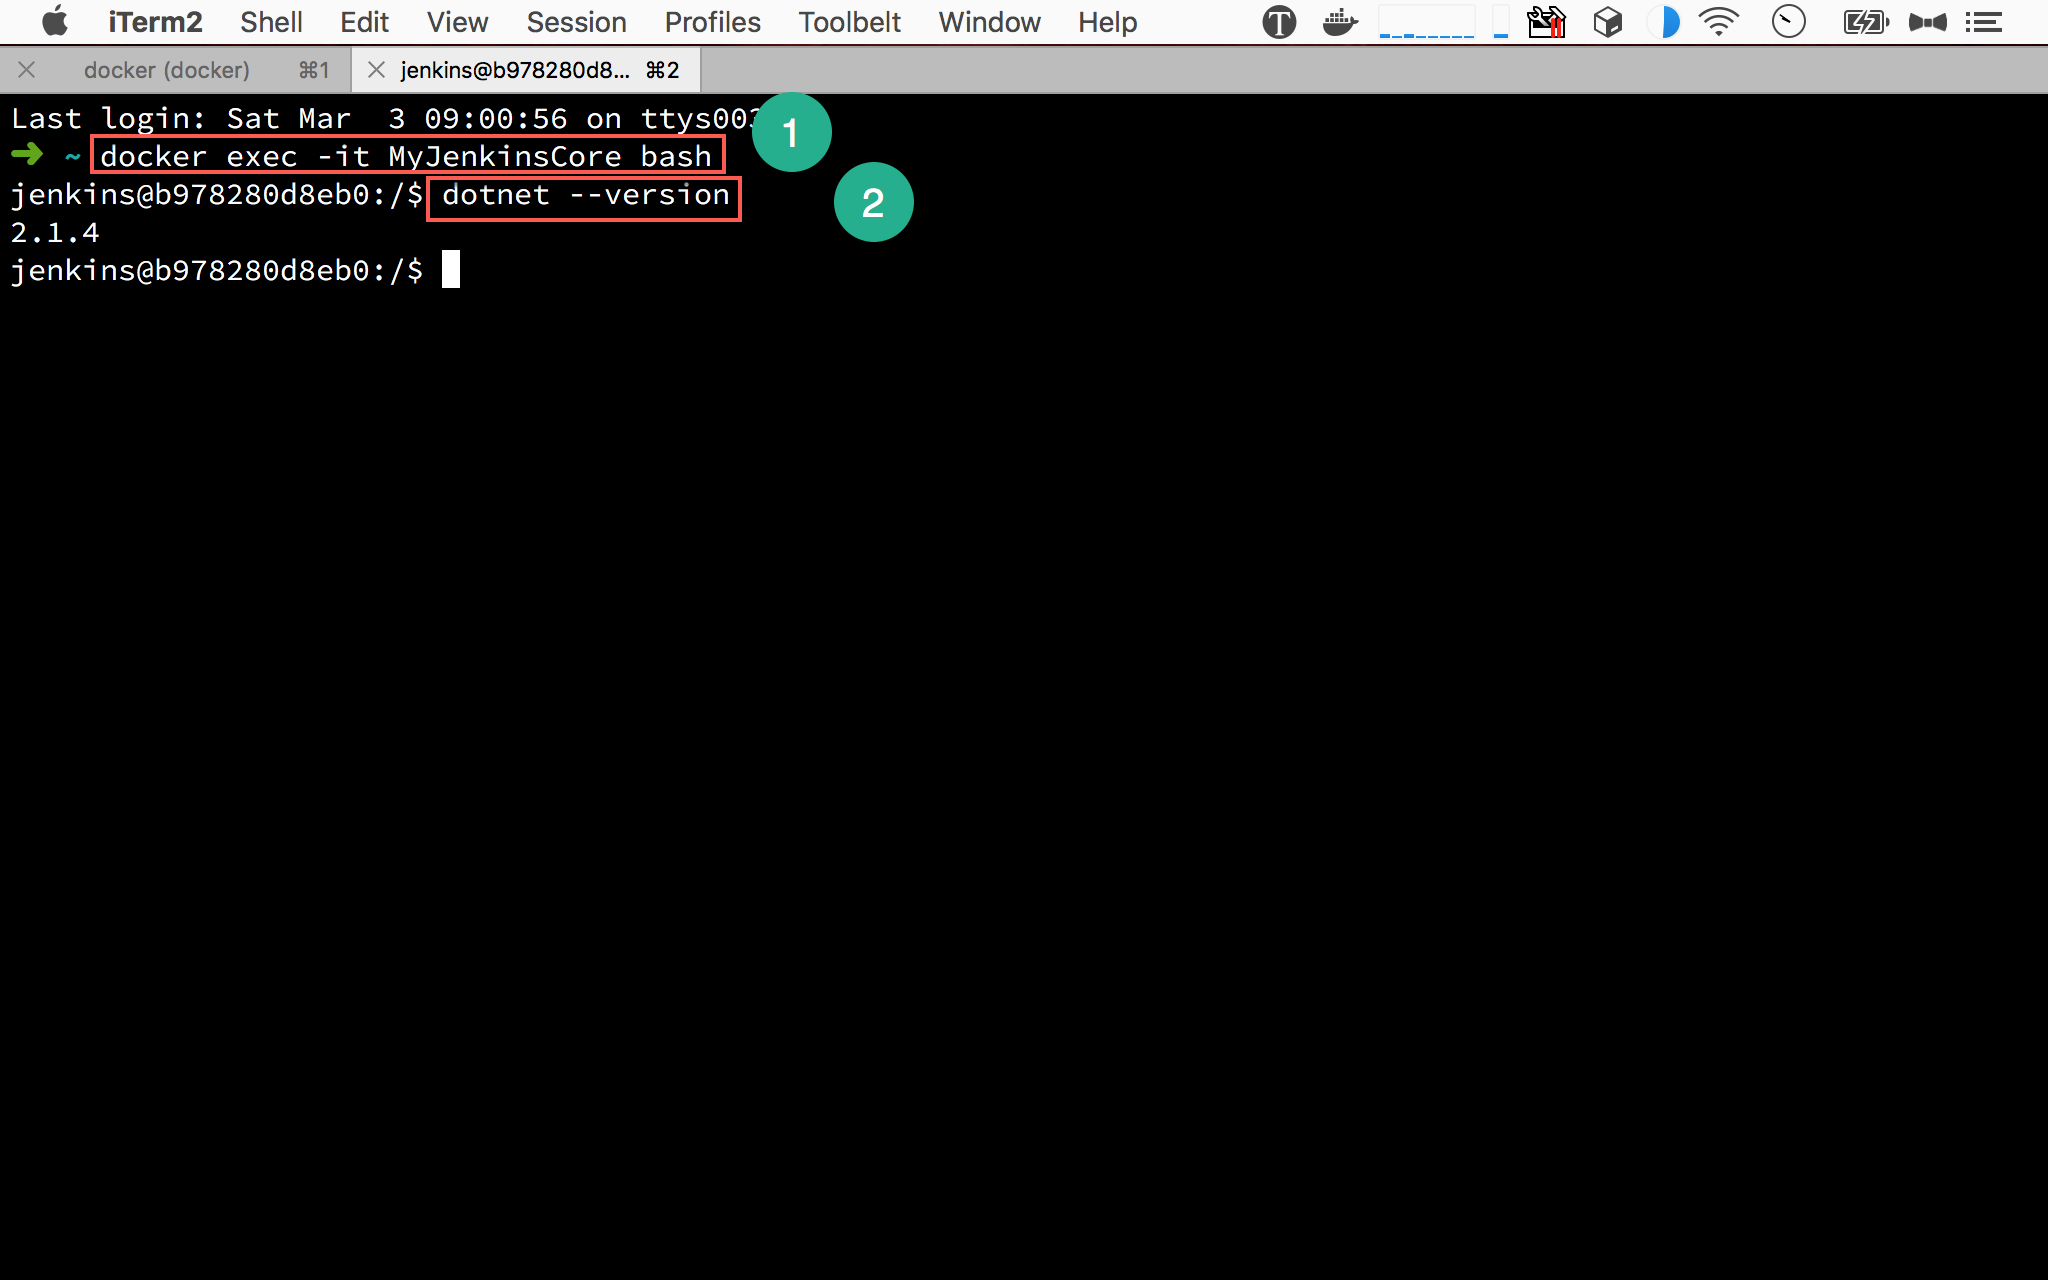 iTerm2 Shell Edit View Session Profiles Toolbelt Window Help
docker (docker) ⌘1 jenkins@b978280d8... ⌘2
Last login: Sat Mar  3 09:00:56 on ttys003
1
➜ ~ docker exec -it MyJenkinsCore bash
jenkins@b978280d8eb0:/$ dotnet --version
2
2.1.4
jenkins@b978280d8eb0:/$